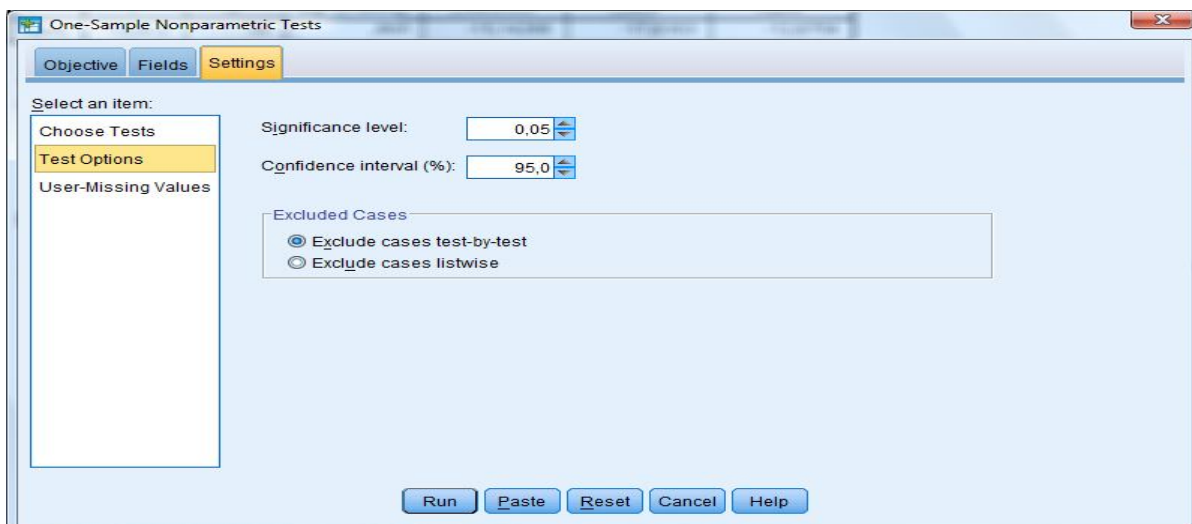 One-Sample Nonparametric Tests
Objective Fields Settings
Select an item:
Choose Tests
Test Options
User-Missing Values
Significance level: 0,05
Confidence interval (%): 95,0
Excluded Cases
Exclude cases test-by-test
Exclude cases listwise
Run Paste Reset Cancel Help